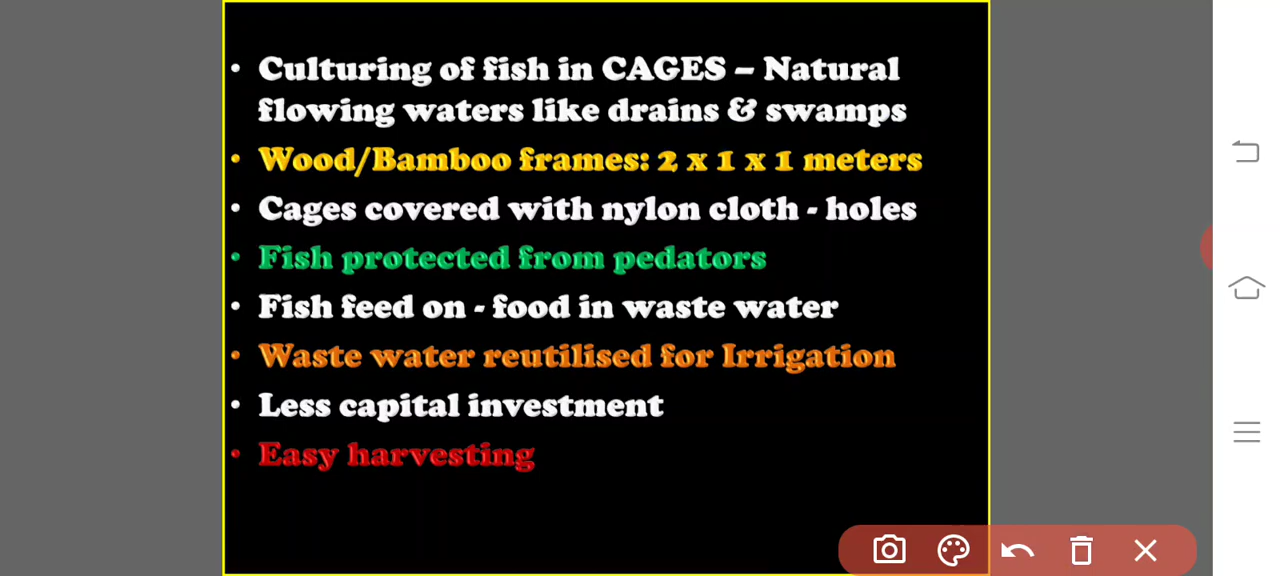 • Culturing of fish in CAGES – Natural
flowing waters like drains & swamps
• Wood/Bamboo frames: 2 x 1 x 1 meters
• Cages covered with nylon cloth - holes
• Fish protected from pedators
• Fish feed on - food in waste water
• Waste water reutilised for Irrigation
• Less capital investment
• Easy harvesting